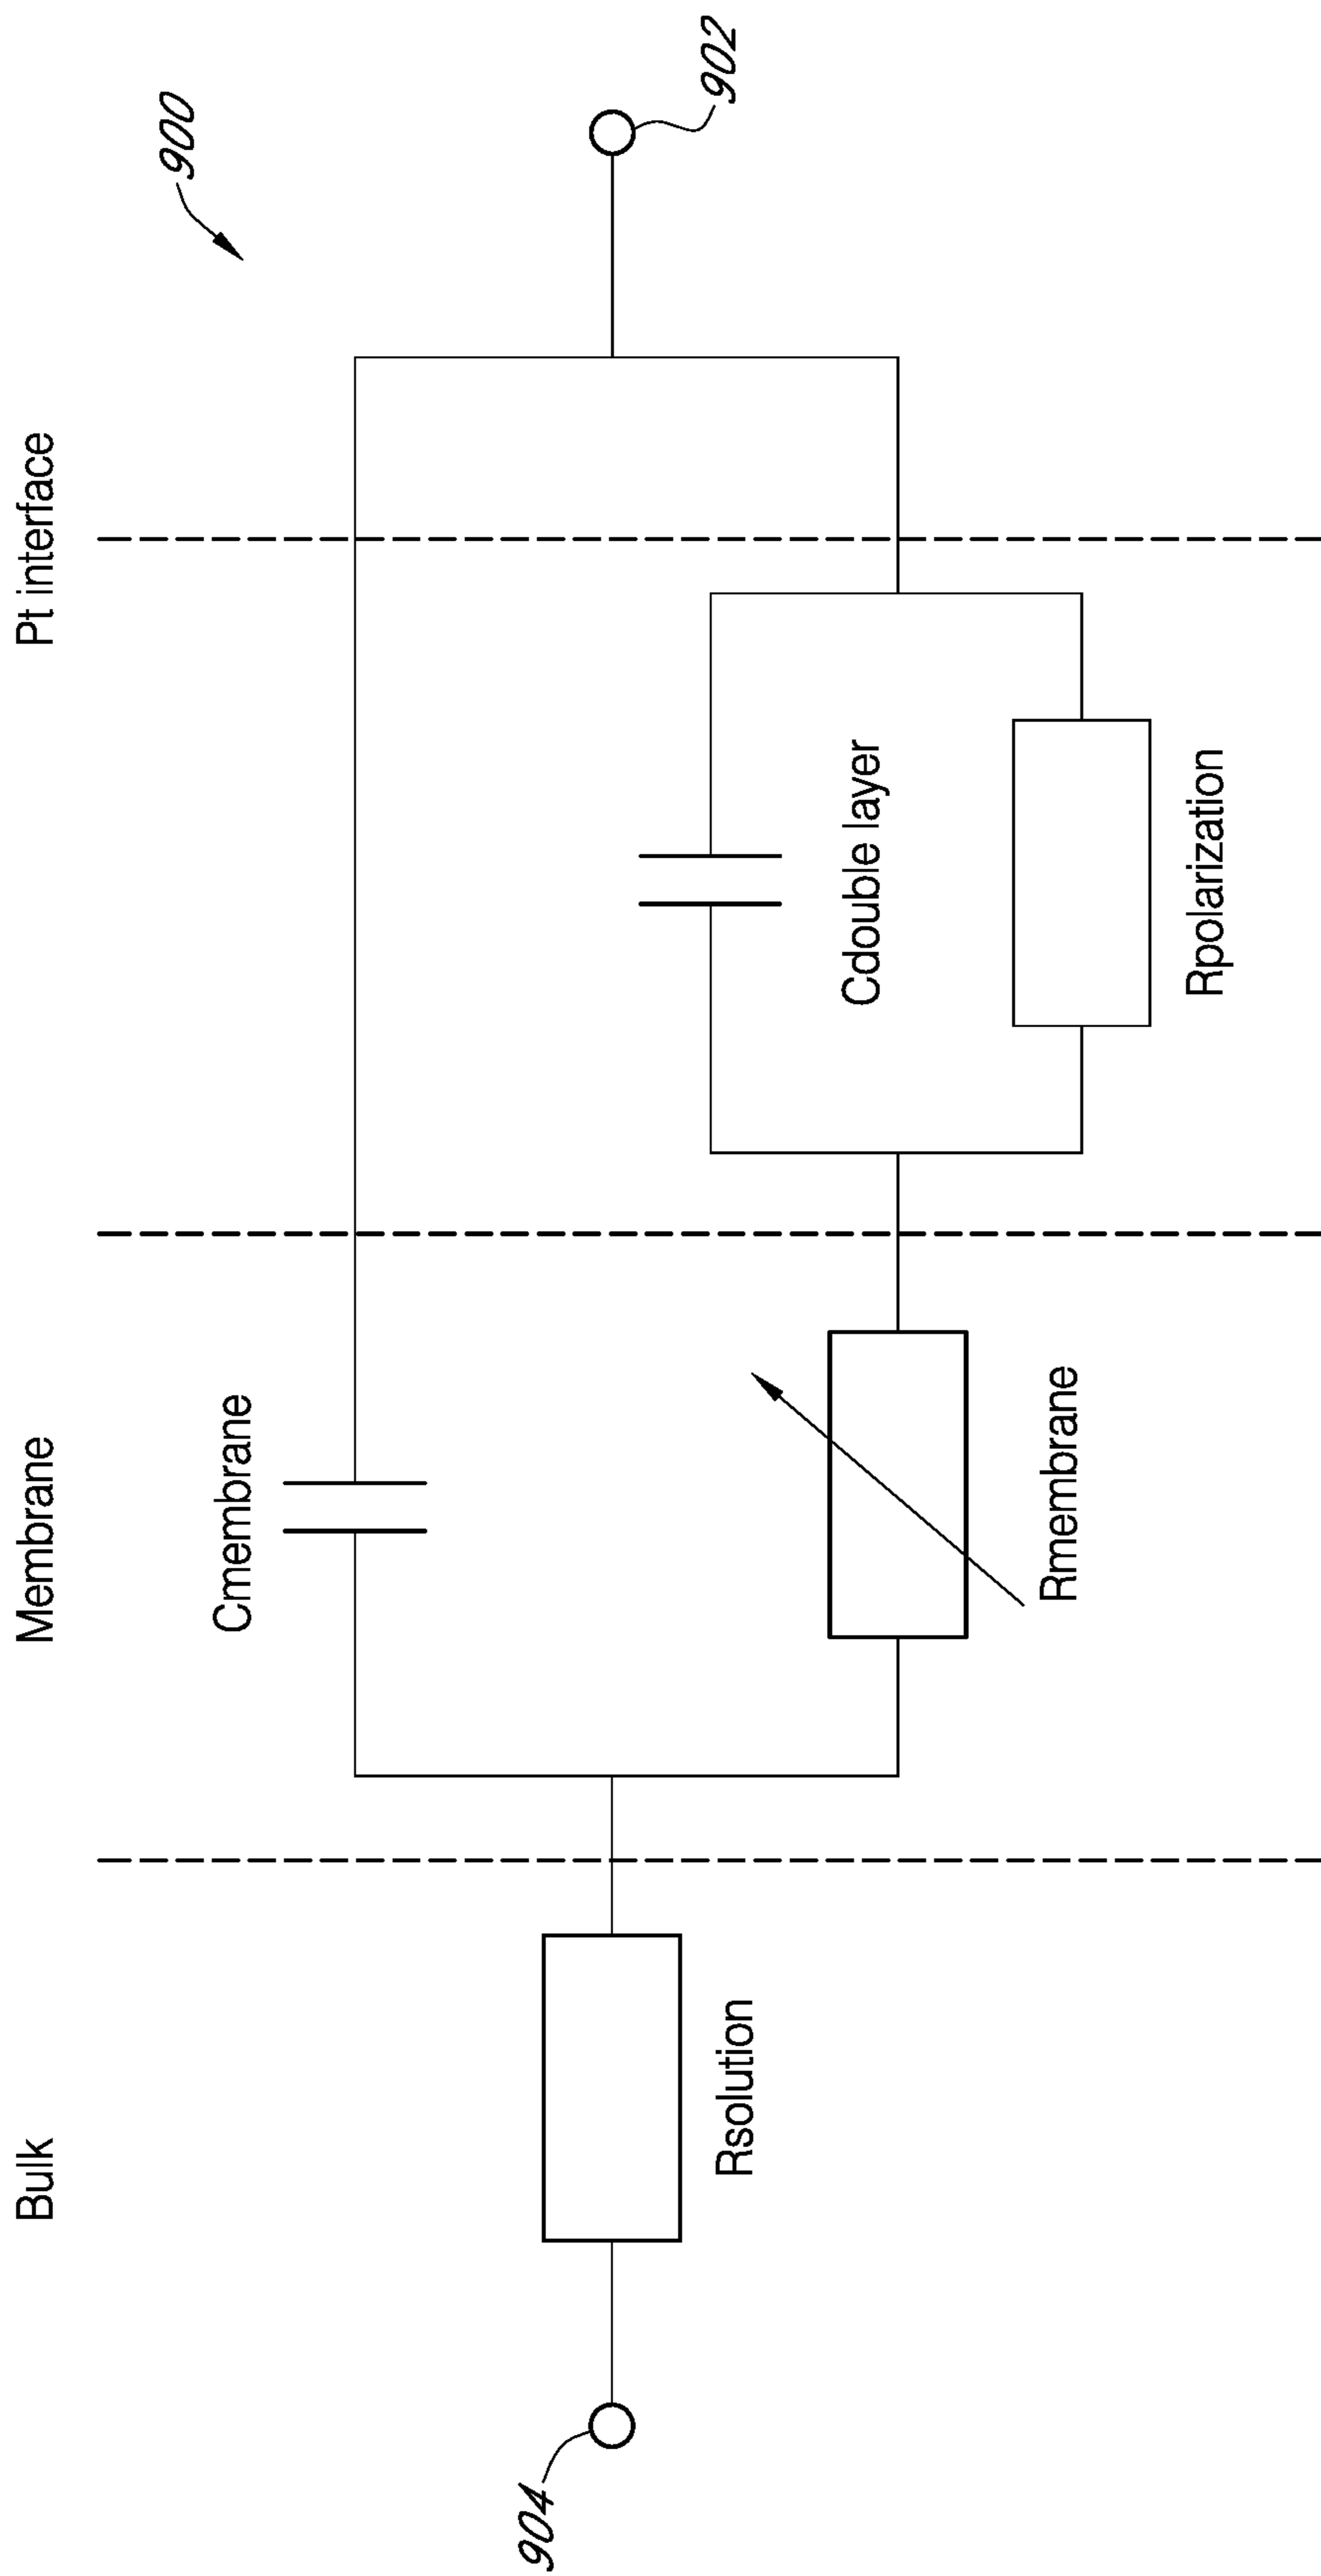 Bulk
Membrane
Pt interface
900
Cmembrane
904
902
Rsolution
Cdouble layer
Rmembrane
Rpolarization